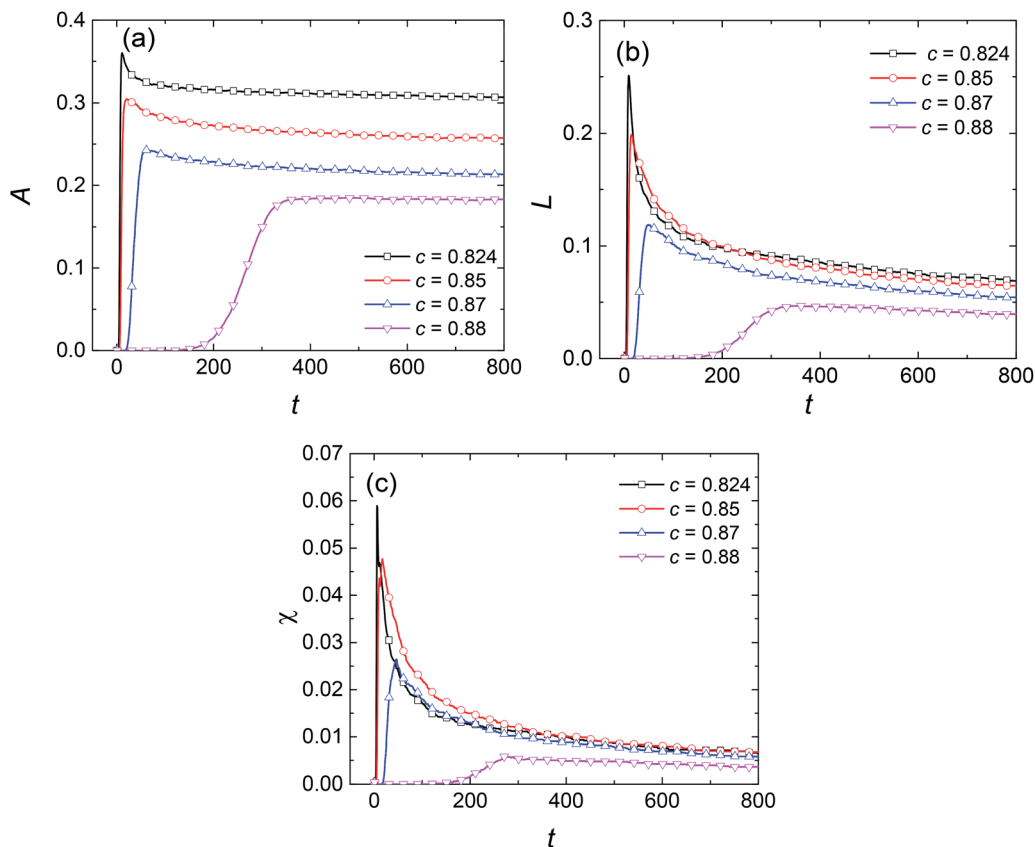 (a)
A
0.4
0.3
0.2
0.1
0.0
0 200 400 600 800
t
c = 0.824
c = 0.85
c = 0.87
c = 0.88
(b)
L
0.3
0.2
0.1
0.0
0 200 400 600 800
t
c = 0.824
c = 0.85
c = 0.87
c = 0.88
(c)
χ
0.07
0.06
0.05
0.04
0.03
0.02
0.01
0.00
0 200 400 600 800
t
c = 0.824
c = 0.85
c = 0.87
c = 0.88